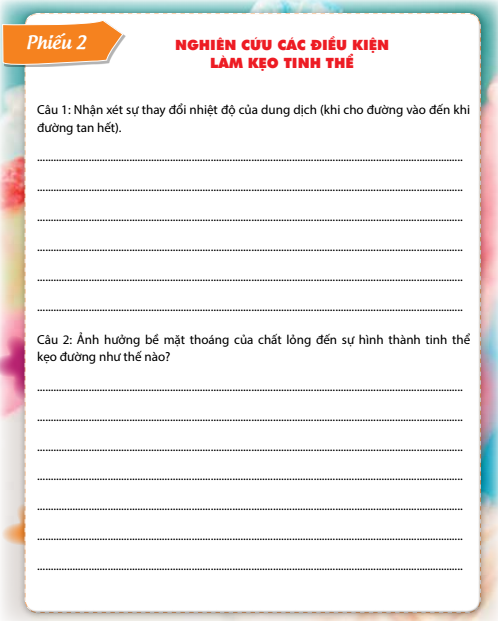 Phiếu 2
NGHIÊN CỨU CÁC ĐIỀU KIỆN
LÀM KẸO TINH THỂ
Câu 1: Nhận xét sự thay đổi nhiệt độ của dung dịch (khi cho đường vào đến khi
đường tan hết).
Câu 2: Ảnh hưởng bề mặt thoáng của chất lỏng đến sự hình thành tinh thể
kẹo đường như thế nào?